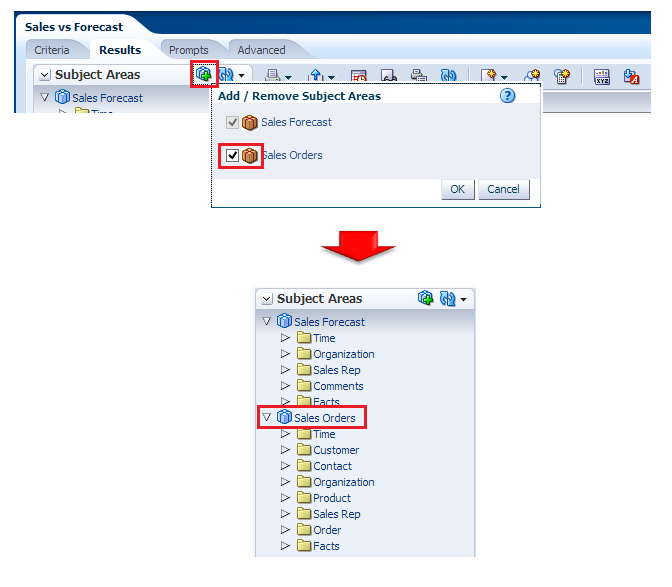 Sales vs Forecast
Criteria Results Prompts Advanced
Subject Areas
Sales Forecast
Time
Add / Remove Subject Areas ?
Sales Forecast
Sales Orders
OK Cancel
Subject Areas
Sales Forecast
Time
Organization
Sales Rep
Comments
Facts
Sales Orders
Time
Customer
Contact
Organization
Product
Sales Rep
Order
Facts